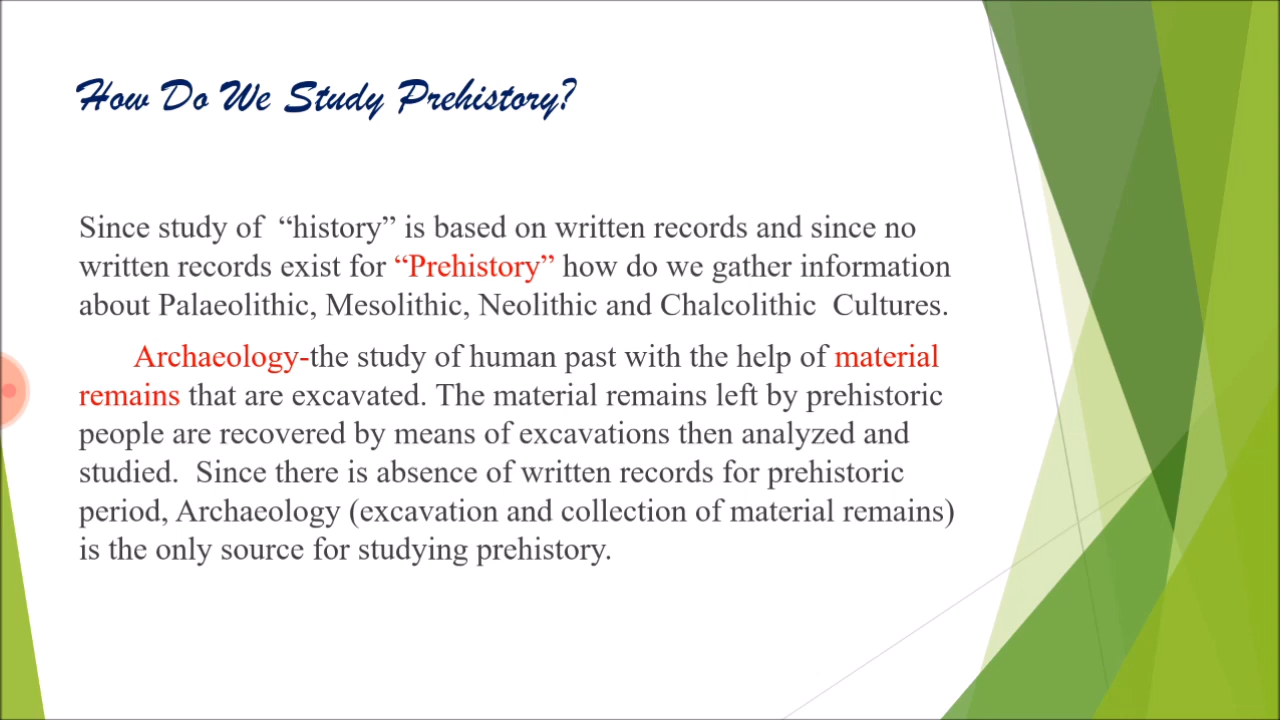 How Do We Study Prehistory?
Since study of  “history” is based on written records and since no
written records exist for “Prehistory” how do we gather information
about Palaeolithic, Mesolithic, Neolithic and Chalcolithic  Cultures.
Archaeology-the study of human past with the help of material
remains that are excavated. The material remains left by prehistoric
people are recovered by means of excavations then analyzed and
studied.  Since there is absence of written records for prehistoric
period, Archaeology (excavation and collection of material remains)
is the only source for studying prehistory.